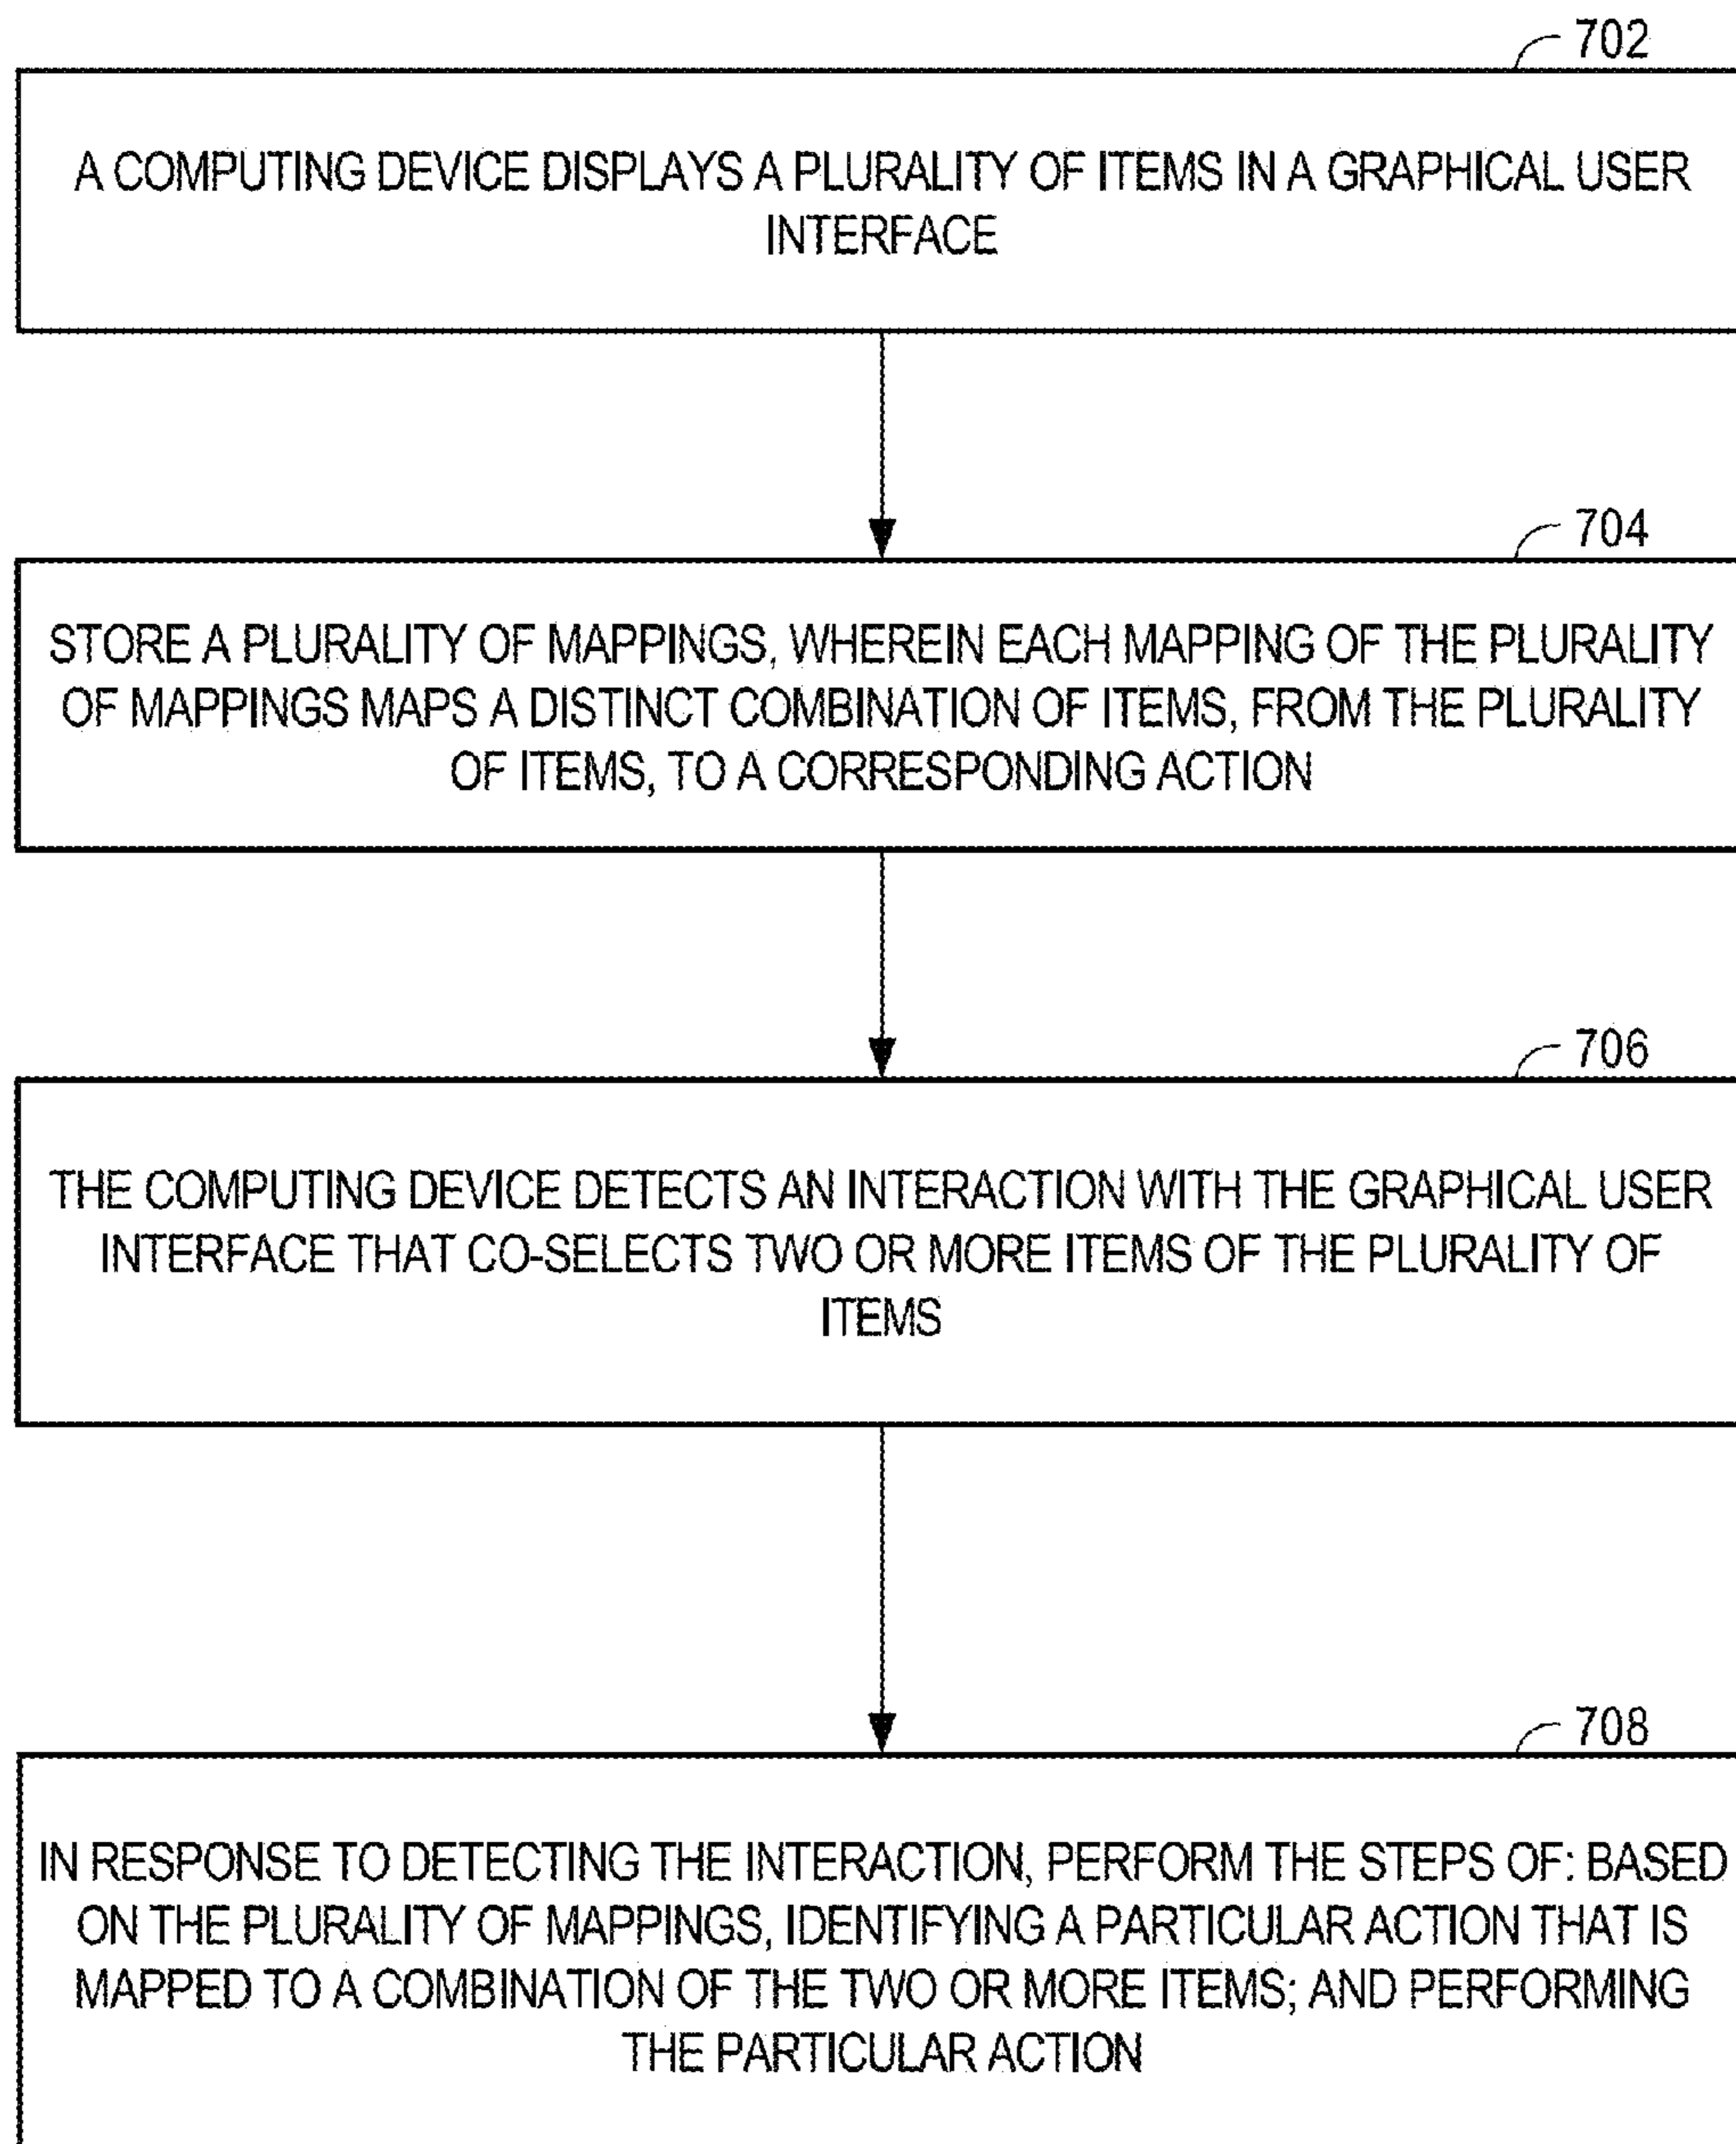 702
A COMPUTING DEVICE DISPLAYS A PLURALITY OF ITEMS IN A GRAPHICAL USER
INTERFACE
704
STORE A PLURALITY OF MAPPINGS, WHEREIN EACH MAPPING OF THE PLURALITY
OF MAPPINGS MAPS A DISTINCT COMBINATION OF ITEMS, FROM THE PLURALITY
OF ITEMS, TO A CORRESPONDING ACTION
706
THE COMPUTING DEVICE DETECTS AN INTERACTION WITH THE GRAPHICAL USER
INTERFACE THAT CO-SELECTS TWO OR MORE ITEMS OF THE PLURALITY OF
ITEMS
708
IN RESPONSE TO DETECTING THE INTERACTION, PERFORM THE STEPS OF: BASED
ON THE PLURALITY OF MAPPINGS, IDENTIFYING A PARTICULAR ACTION THAT IS
MAPPED TO A COMBINATION OF THE TWO OR MORE ITEMS; AND PERFORMING
THE PARTICULAR ACTION